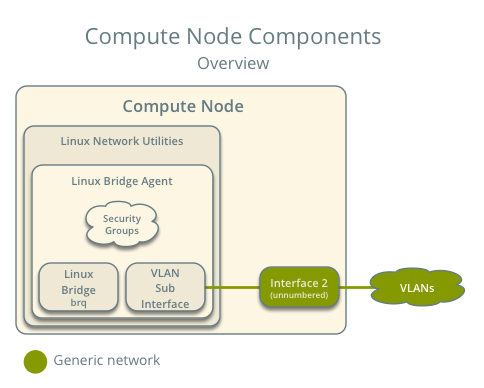 Compute Node Components
Overview
Compute Node
Linux Network Utilities
Linux Bridge Agent
Security
Groups
Linux
Bridge
brq
VLAN
Sub
Interface
Interface 2
(unnumbered)
VLANs
Generic network